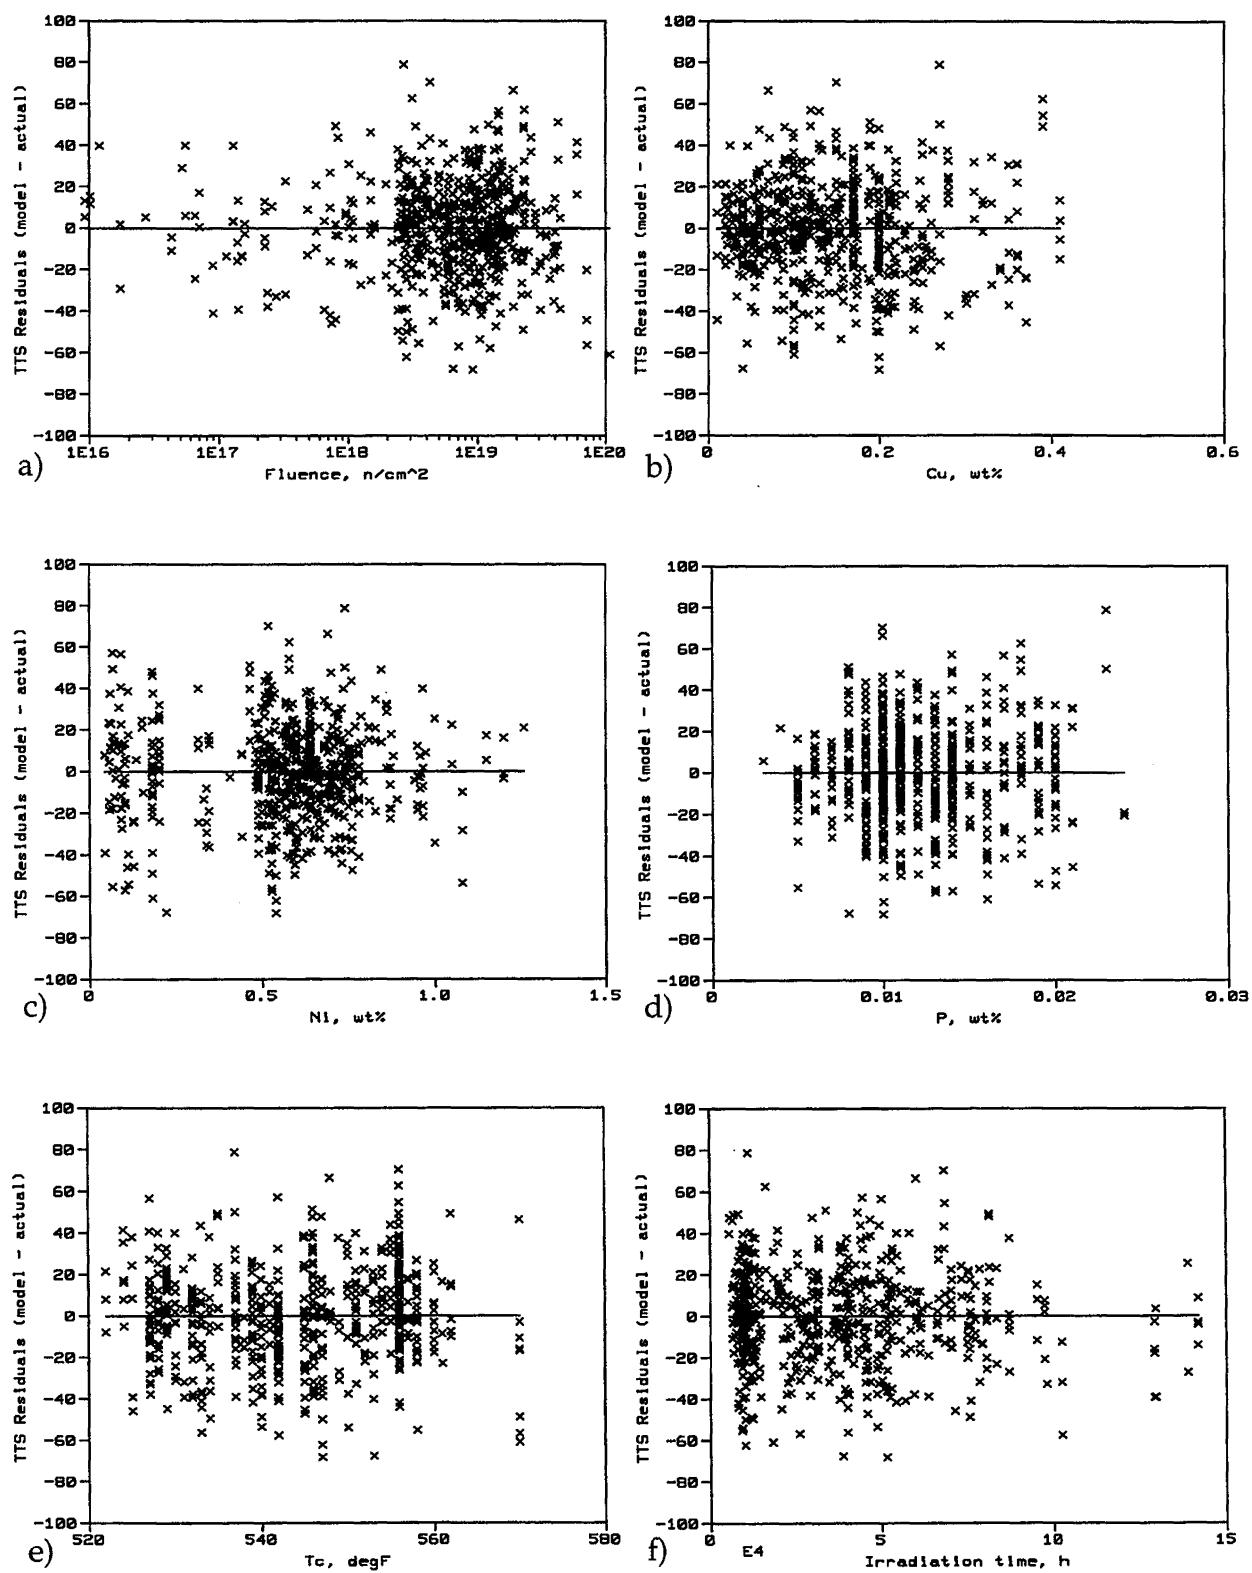 100
80
60
40
20
0
-20
-40
-60
-80
-100
TTS Residuals (model - actual)
1E16 1E17 1E18 1E19 1E20
Fluence, n/cm^2
a)
100
80
60
40
20
0
-20
-40
-60
-80
-100
TTS Residuals (model - actual)
0 0.2 0.4 0.6
Cu, wt%
b)
100
80
60
40
20
0
-20
-40
-60
-80
-100
TTS Residuals (model - actual)
0 0.5 1.0 1.5
Ni, wt%
c)
100
80
60
40
20
0
-20
-40
-60
-80
-100
TTS Residuals (model - actual)
0 0.01 0.02 0.03
P, wt%
d)
100
80
60
40
20
0
-20
-40
-60
-80
-100
TTS Residuals (model - actual)
520 540 560 580
Tc, degF
e)
100
80
60
40
20
0
-20
-40
-60
-80
-100
TTS Residuals (model - actual)
0 5 10 15
E4
Irradiation time, h
f)